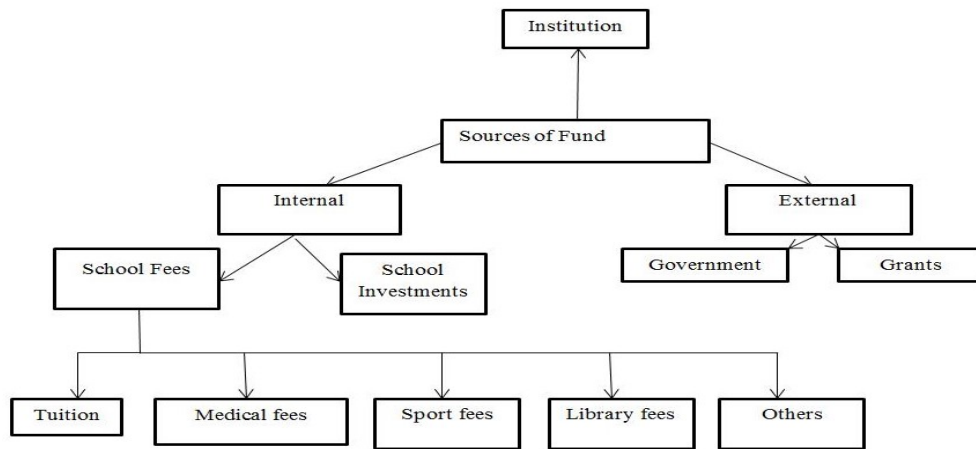 Institution
Sources of Fund
Internal
External
School Fees
School
Investments
Government
Grants
Tuition
Medical fees
Sport fees
Library fees
Others